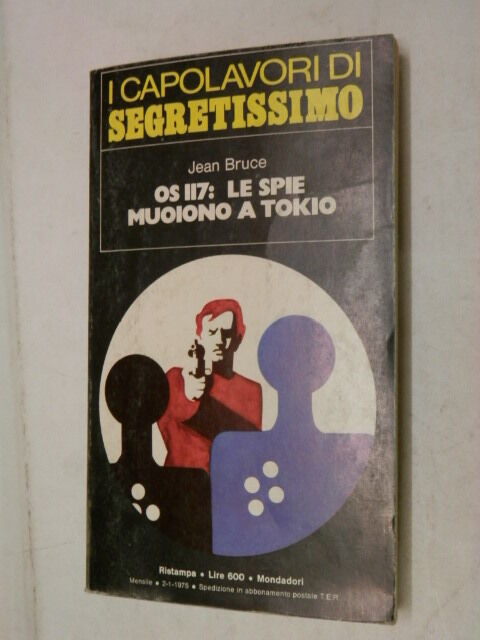 I CAPOLAVORI DI
SEGRETISSIMO
Jean Bruce
OS 117: LE SPIE
MUOIONO A TOKIO
Ristampa • Lire 600 • Mondadori
Mensile • 2-1-1975 • Spedizione in abbonamento postale T.E.P.